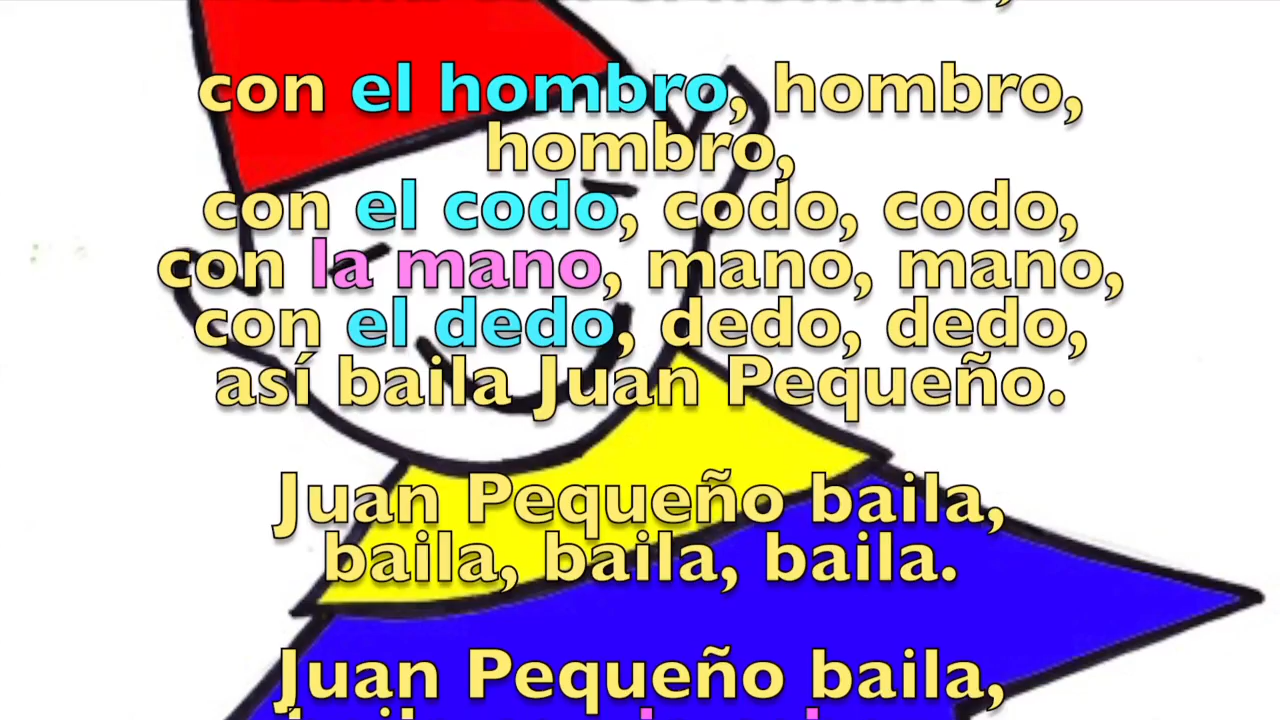 con el hombro, hombro,
hombro,
con el codo, codo, codo,
con la mano, mano, mano,
con el dedo, dedo, dedo,
así baila Juan Pequeño.
Juan Pequeño baila,
baila, baila, baila.
Juan Pequeño baila,